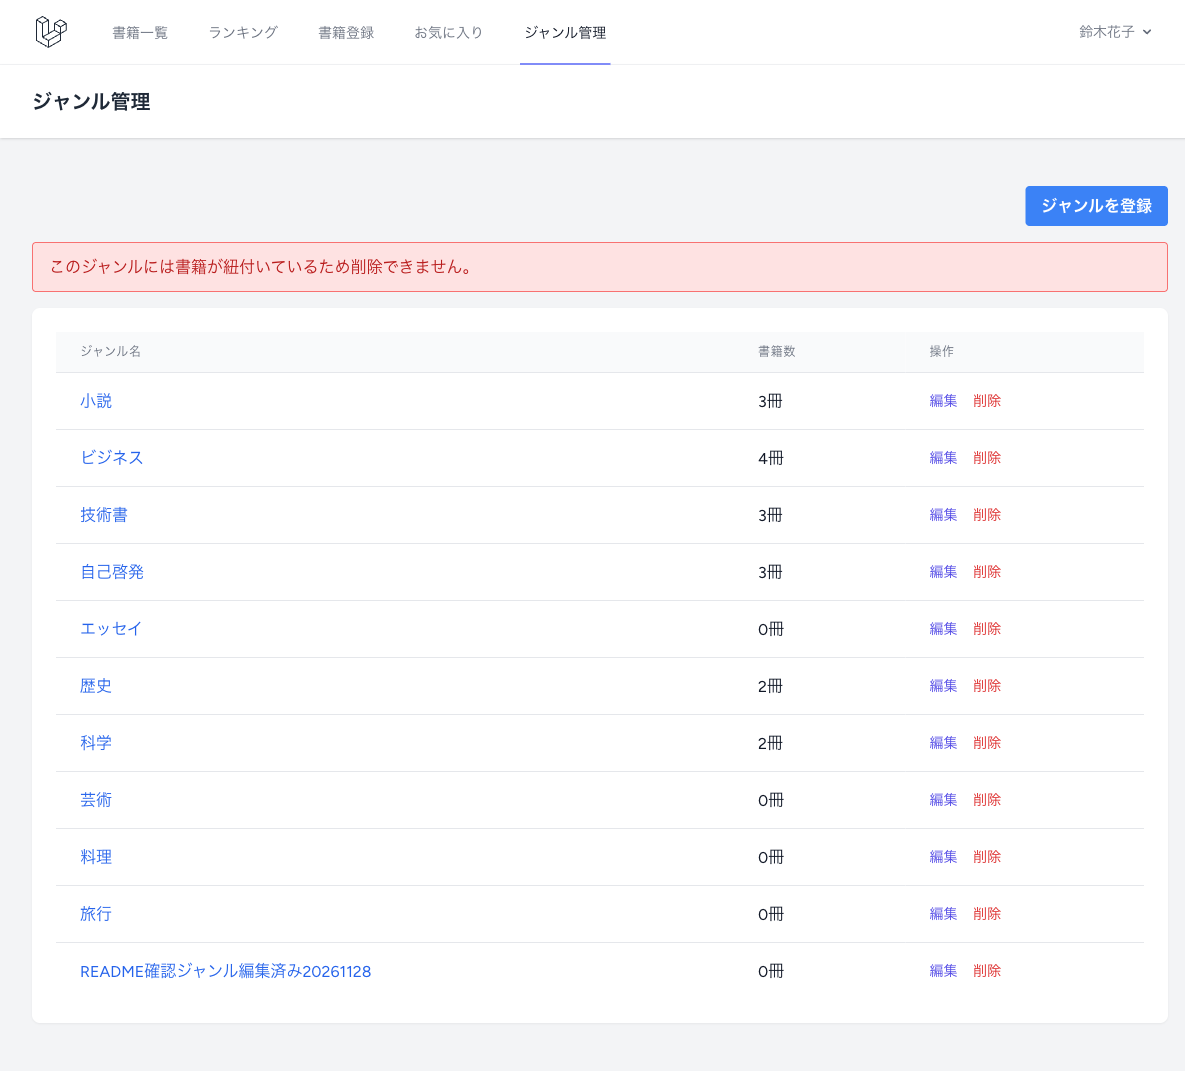 書籍一覧 ランキング 書籍登録 お気に入り ジャンル管理 鈴木花子
ジャンル管理
ジャンルを登録
このジャンルには書籍が紐付いているため削除できません。
ジャンル名 書籍数 操作
小説 3冊 編集 削除
ビジネス 4冊 編集 削除
技術書 3冊 編集 削除
自己啓発 3冊 編集 削除
エッセイ 0冊 編集 削除
歴史 2冊 編集 削除
科学 2冊 編集 削除
芸術 0冊 編集 削除
料理 0冊 編集 削除
旅行 0冊 編集 削除
README確認ジャンル編集済み20261128 0冊 編集 削除